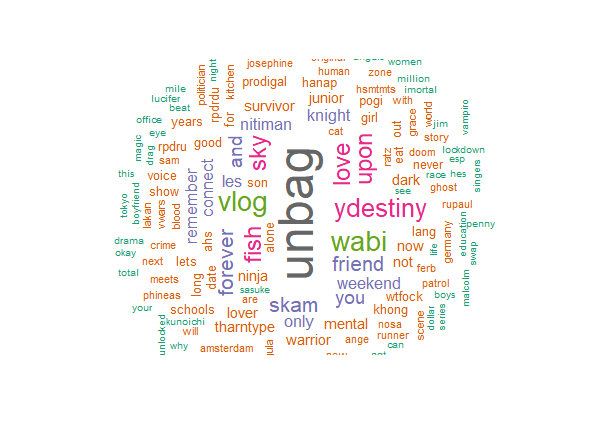 josephine
women
human
zone
million
politician
night
mile
lucifer
beat
prodigal
hanap
hsmtmts
imortal
kitchen
for
rpdrdu
survivor
junior
pogi
with
grace
world
vampiro
office
years
nitiman
knight
girl
out
jim
eye
magic
drag
rpdru
good
and
sky
cat
love
upon
ratz
eat
doom
story
lockdown
esp
never
sam
voice
les
son
dark
see
race
hes
singers
this
show
connect
remember
unbag
ghost
tokyo
boyfriend
lakan
vwars
blood
vlog
ydestiny
rupaul
penny
education
drama
okay
crime
ahs
forever
fish
alone
wabi
lang
now
life
germany
swap
next
lets
date
long
ninja
friend
not
ferb
total
meets
phineas
sasuke
are
weekend
patrol
malcolm
your
schools
skam
you
wtfock
boys
dollar
series
kunoichi
lover
only
khong
unlocked
will
tharntype
mental
nosa
scene
runner
why
warrior
ange
can
amsterdam